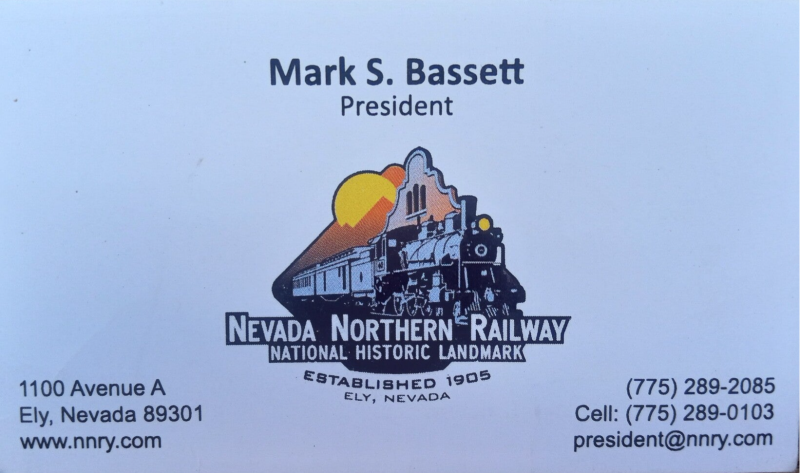 Mark S. Bassett
President
NEVADA NORTHERN RAILWAY
NATIONAL HISTORIC LANDMARK
ESTABLISHED 1905
ELY, NEVADA
1100 Avenue A
Ely, Nevada 89301
www.nnry.com
(775) 289-2085
Cell: (775) 289-0103
president@nnry.com